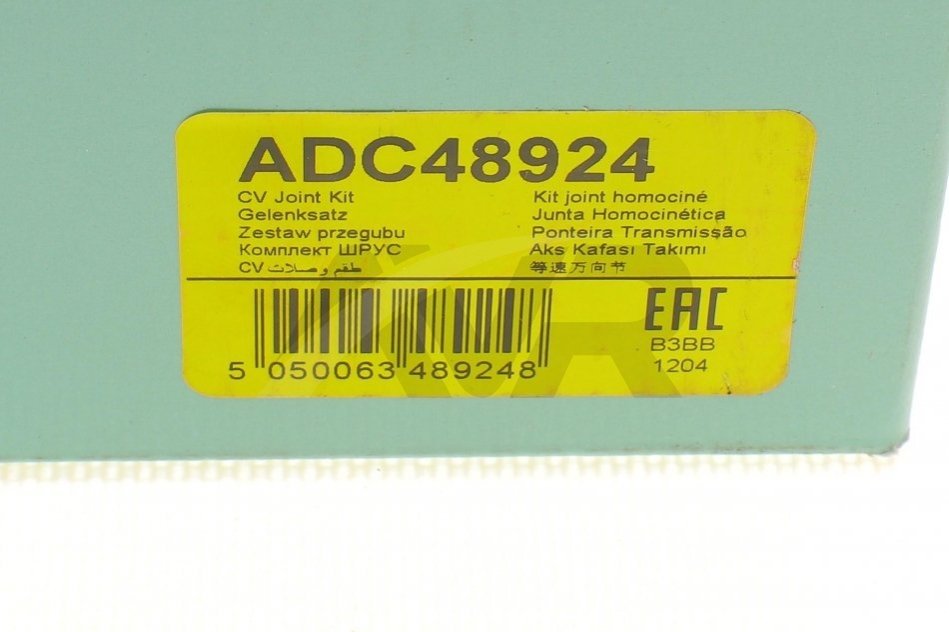 ADC48924
CV Joint Kit
Gelenksatz
Zestaw przegubu
Комплект ШРУС
طقم وصلات CV
Kit joint homociné
Junta Homocinética
Ponteira Transmissão
Aks Kafası Takımı
等速万向节
5 050063 489248
EAC
B3BB
1204